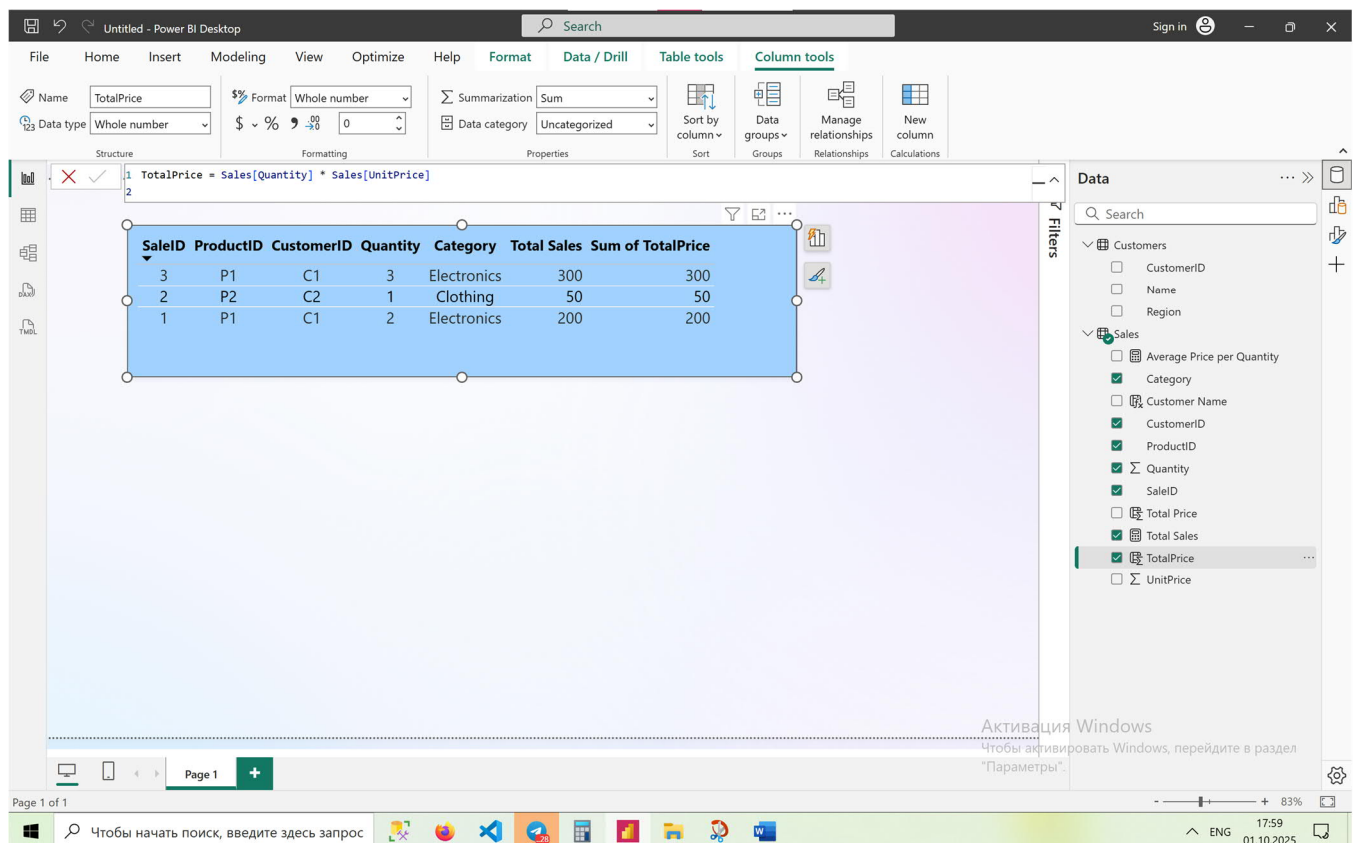 Untitled - Power BI Desktop
Search
Sign in
File Home Insert Modeling View Optimize Help Format Data / Drill Table tools Column tools
Name TotalPrice
$% Format Whole number
Summarization Sum
Data type Whole number
$ % 0
Data category Uncategorized
Sort by column
Data groups
Manage relationships
New column
Structure Formatting Properties Sort Groups Relationships Calculations
1 TotalPrice = Sales[Quantity] * Sales[UnitPrice]
2
SaleID ProductID CustomerID Quantity Category Total Sales Sum of TotalPrice
3 P1 C1 3 Electronics 300 300
2 P2 C2 1 Clothing 50 50
1 P1 C1 2 Electronics 200 200
DAX
TMDL
Filters
Data
Search
Customers
CustomerID
Name
Region
Sales
Average Price per Quantity
Category
Customer Name
CustomerID
ProductID
Quantity
SaleID
Total Price
Total Sales
TotalPrice
UnitPrice
Активация Windows
Чтобы активировать Windows, перейдите в раздел
"Параметры".
Page 1
Page 1 of 1
- + 83%
Чтобы начать поиск, введите здесь запрос
28
ENG
17:59
01.10.2025